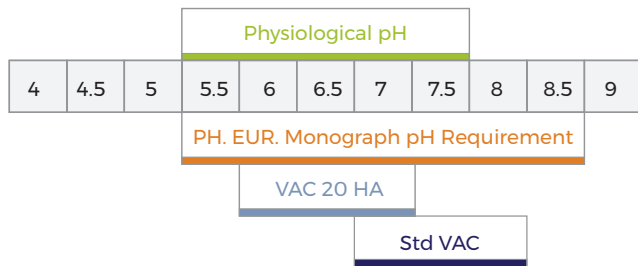 Physiological pH
4 4.5 5 5.5 6 6.5 7 7.5 8 8.5 9
PH. EUR. Monograph pH Requirement
VAC 20 HA
Std VAC